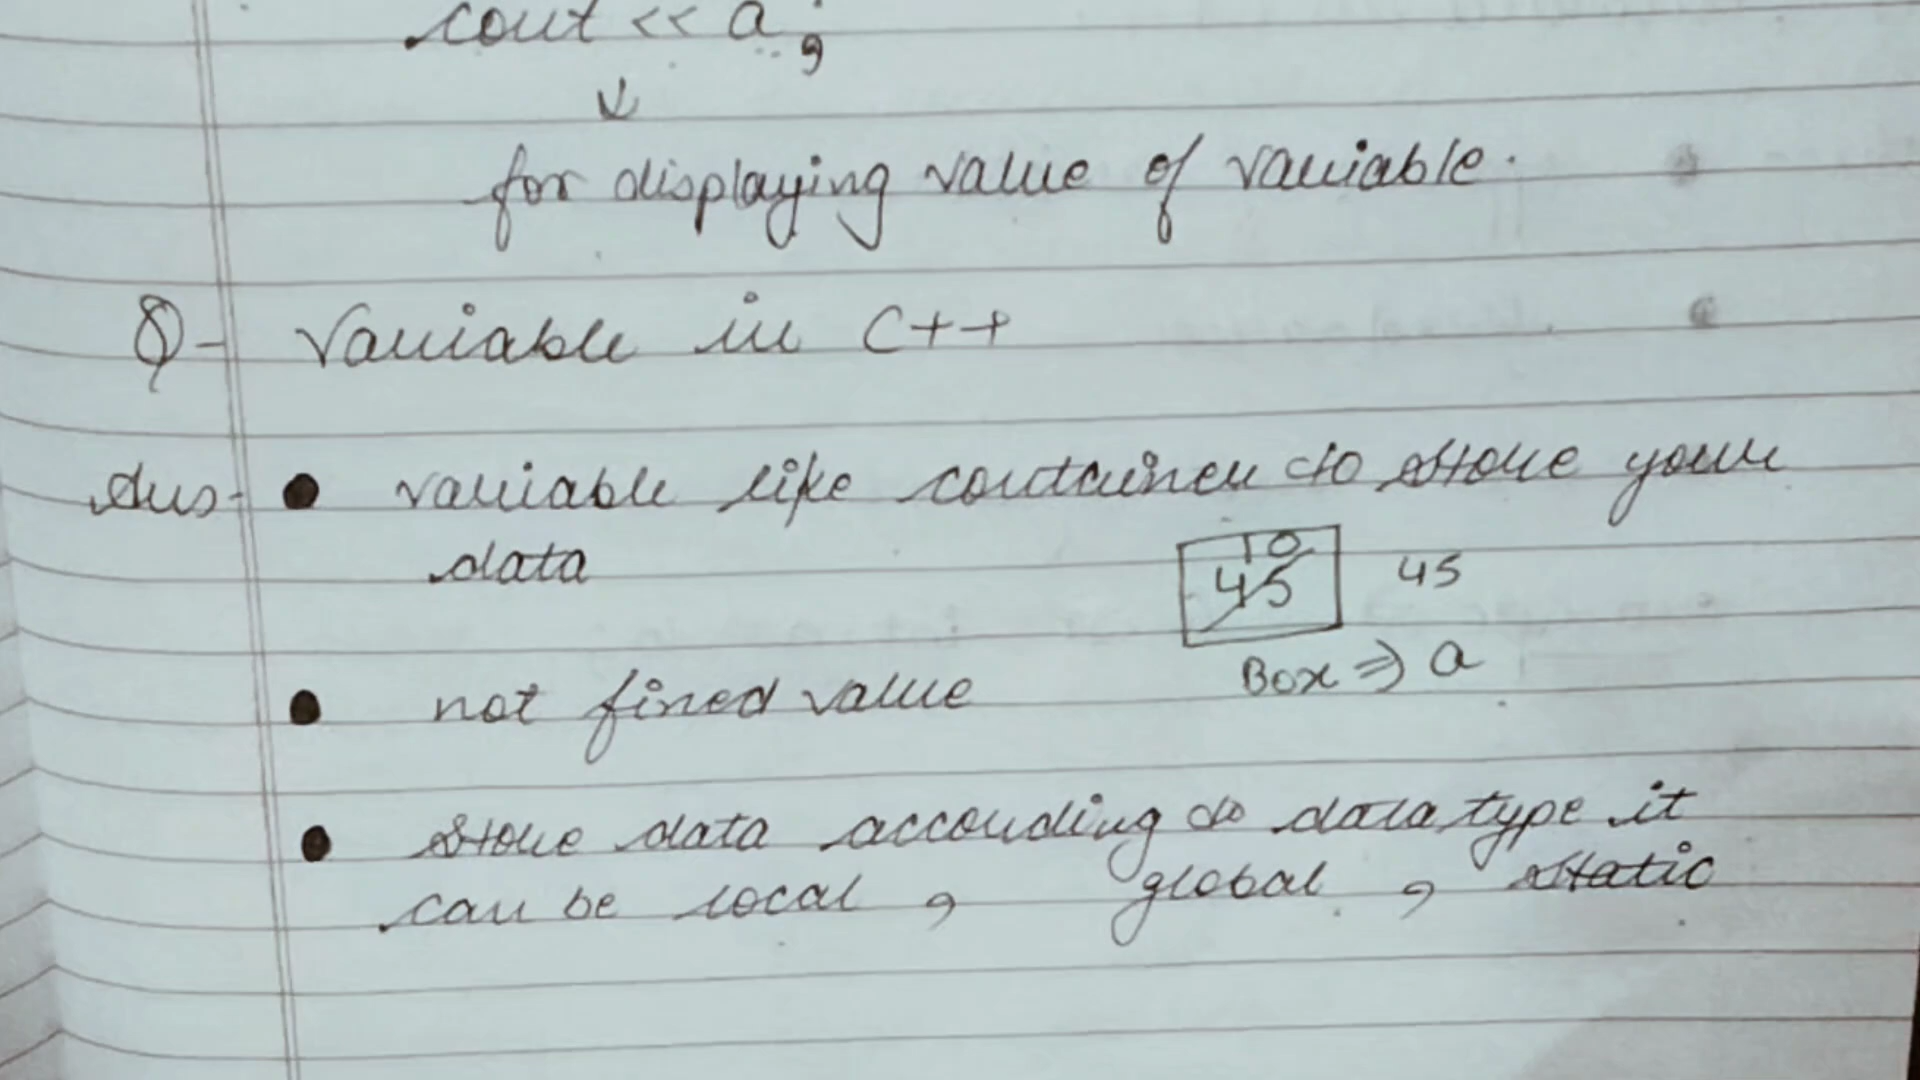 cout << a;
↓
for displaying value of variable.
Q- Variable in C++
Ans- • variable like container to store your
data
10
45 45
Box ⇒ a
• not fined value
• store data according to data type it
can be local , global , static